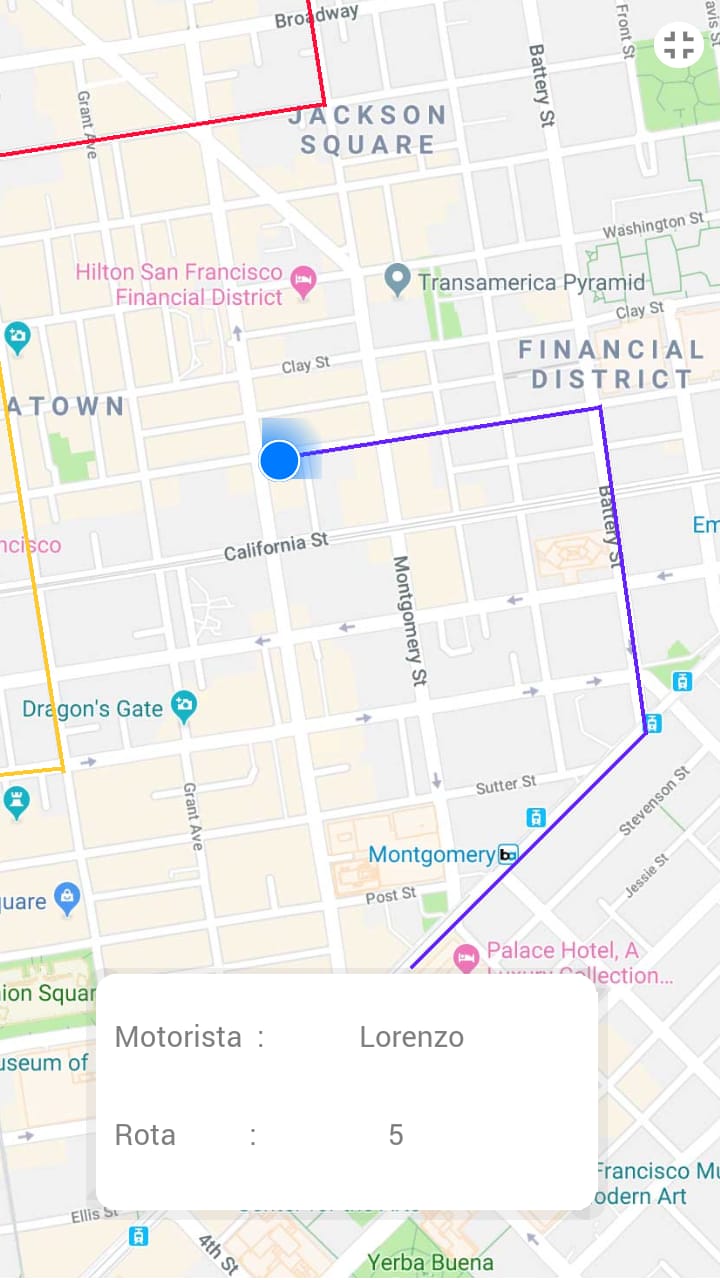 Broadway
Front St
Battery St
Grant Ave
JACKSON
SQUARE
Washington St
Hilton San Francisco
Financial District
Transamerica Pyramid
Clay St
Clay St
FINANCIAL
DISTRICT
ATOWN
Battery St
ncisco
California St
Em
Montgomery St
Dragon's Gate
Sutter St
Stevenson St
Grant Ave
Montgomery
Jessie St
Post St
quare
Palace Hotel, A
Luxury Collection...
ion Squar
useum of
Motorista : Lorenzo
Rota : 5
Francisco Mu
odern Art
Ellis St
4th St
Yerba Buena